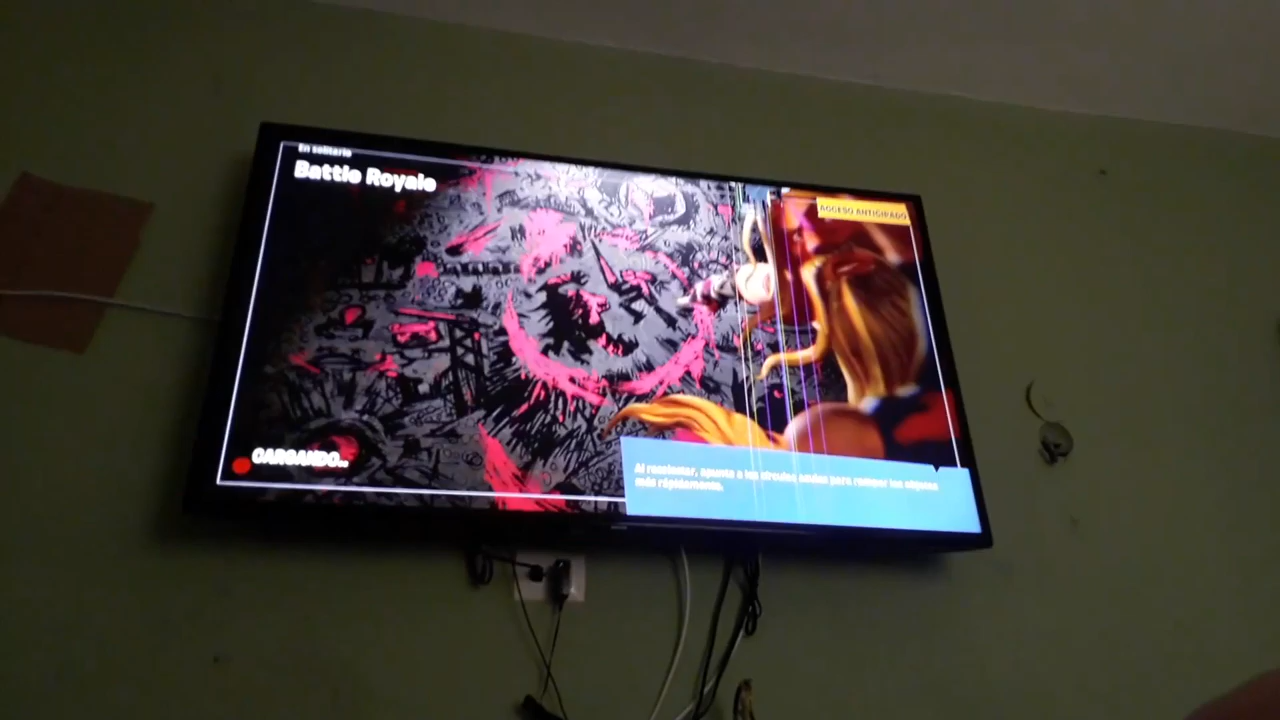 En solitario
Battle Royale
ACCESO ANTICIPADO
CARGANDO..
Al recolectar, apunta a los círculos azules para romper los objetos
más rápidamente.